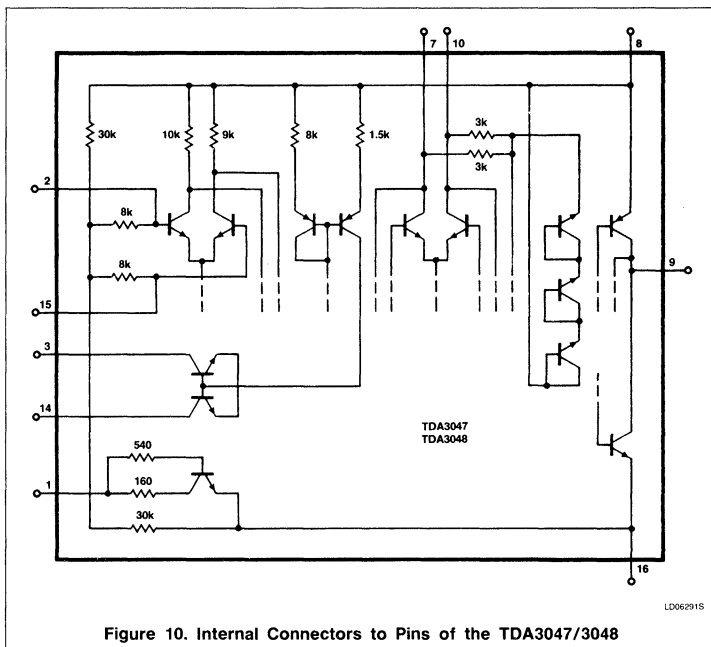 7 10 8
30k 10k 9k 8k 1.5k 3k
3k
2
8k
8k
9
15
3
14
TDA3047
TDA3048
540
1
160
30k
16
LD06291S
Figure 10. Internal Connectors to Pins of the TDA3047/3048